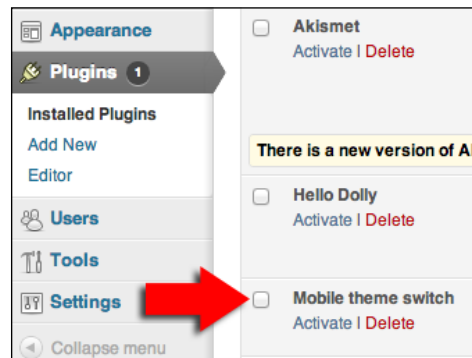 Appearance
Plugins 1
Installed Plugins
Add New
Editor
Users
Tools
Settings
Collapse menu
Akismet
Activate | Delete
There is a new version of
Hello Dolly
Activate | Delete
Mobile theme switch
Activate | Delete